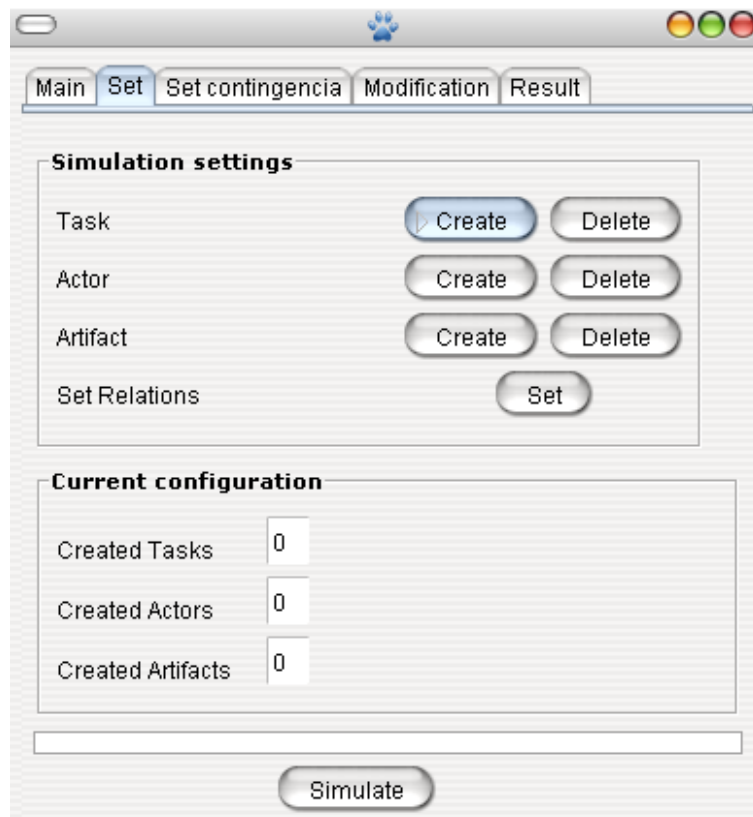 Main Set Set contingencia Modification Result
Simulation settings
Task Create Delete
Actor Create Delete
Artifact Create Delete
Set Relations Set
Current configuration
Created Tasks 0
Created Actors 0
Created Artifacts 0
Simulate